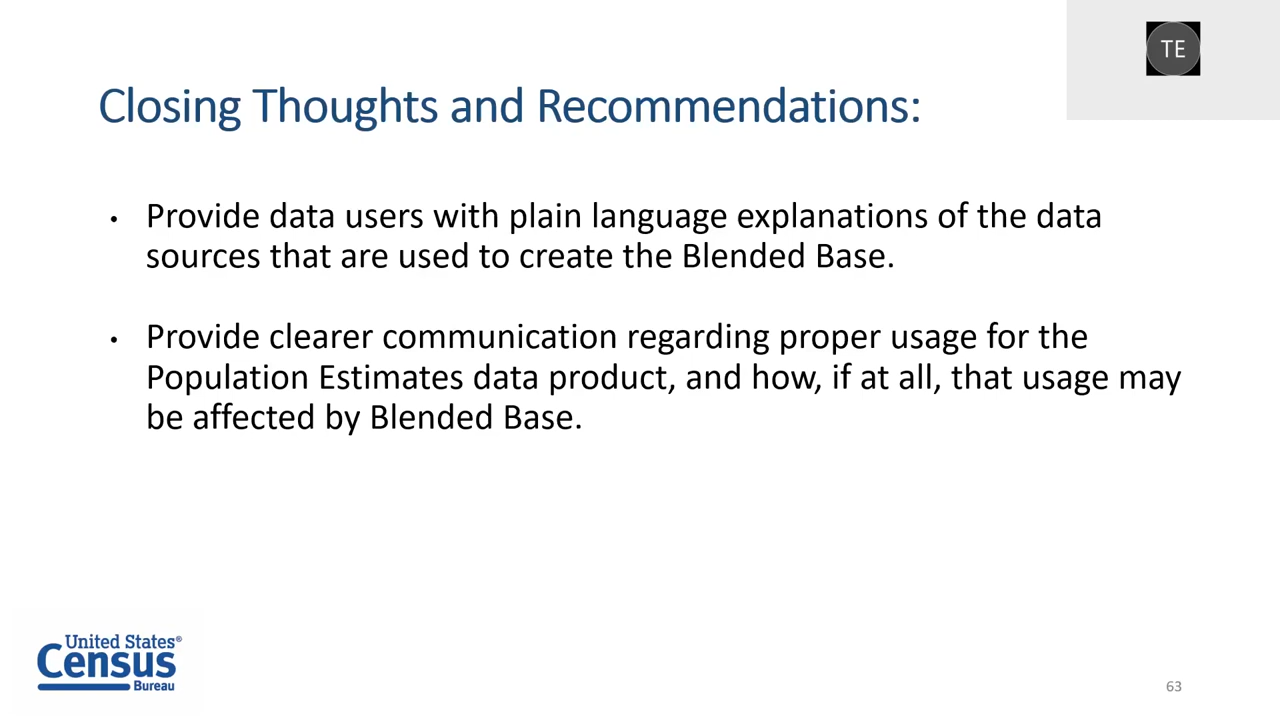 TE
Closing Thoughts and Recommendations:
• Provide data users with plain language explanations of the data
sources that are used to create the Blended Base.
• Provide clearer communication regarding proper usage for the
Population Estimates data product, and how, if at all, that usage may
be affected by Blended Base.
United States®
Census
Bureau
63